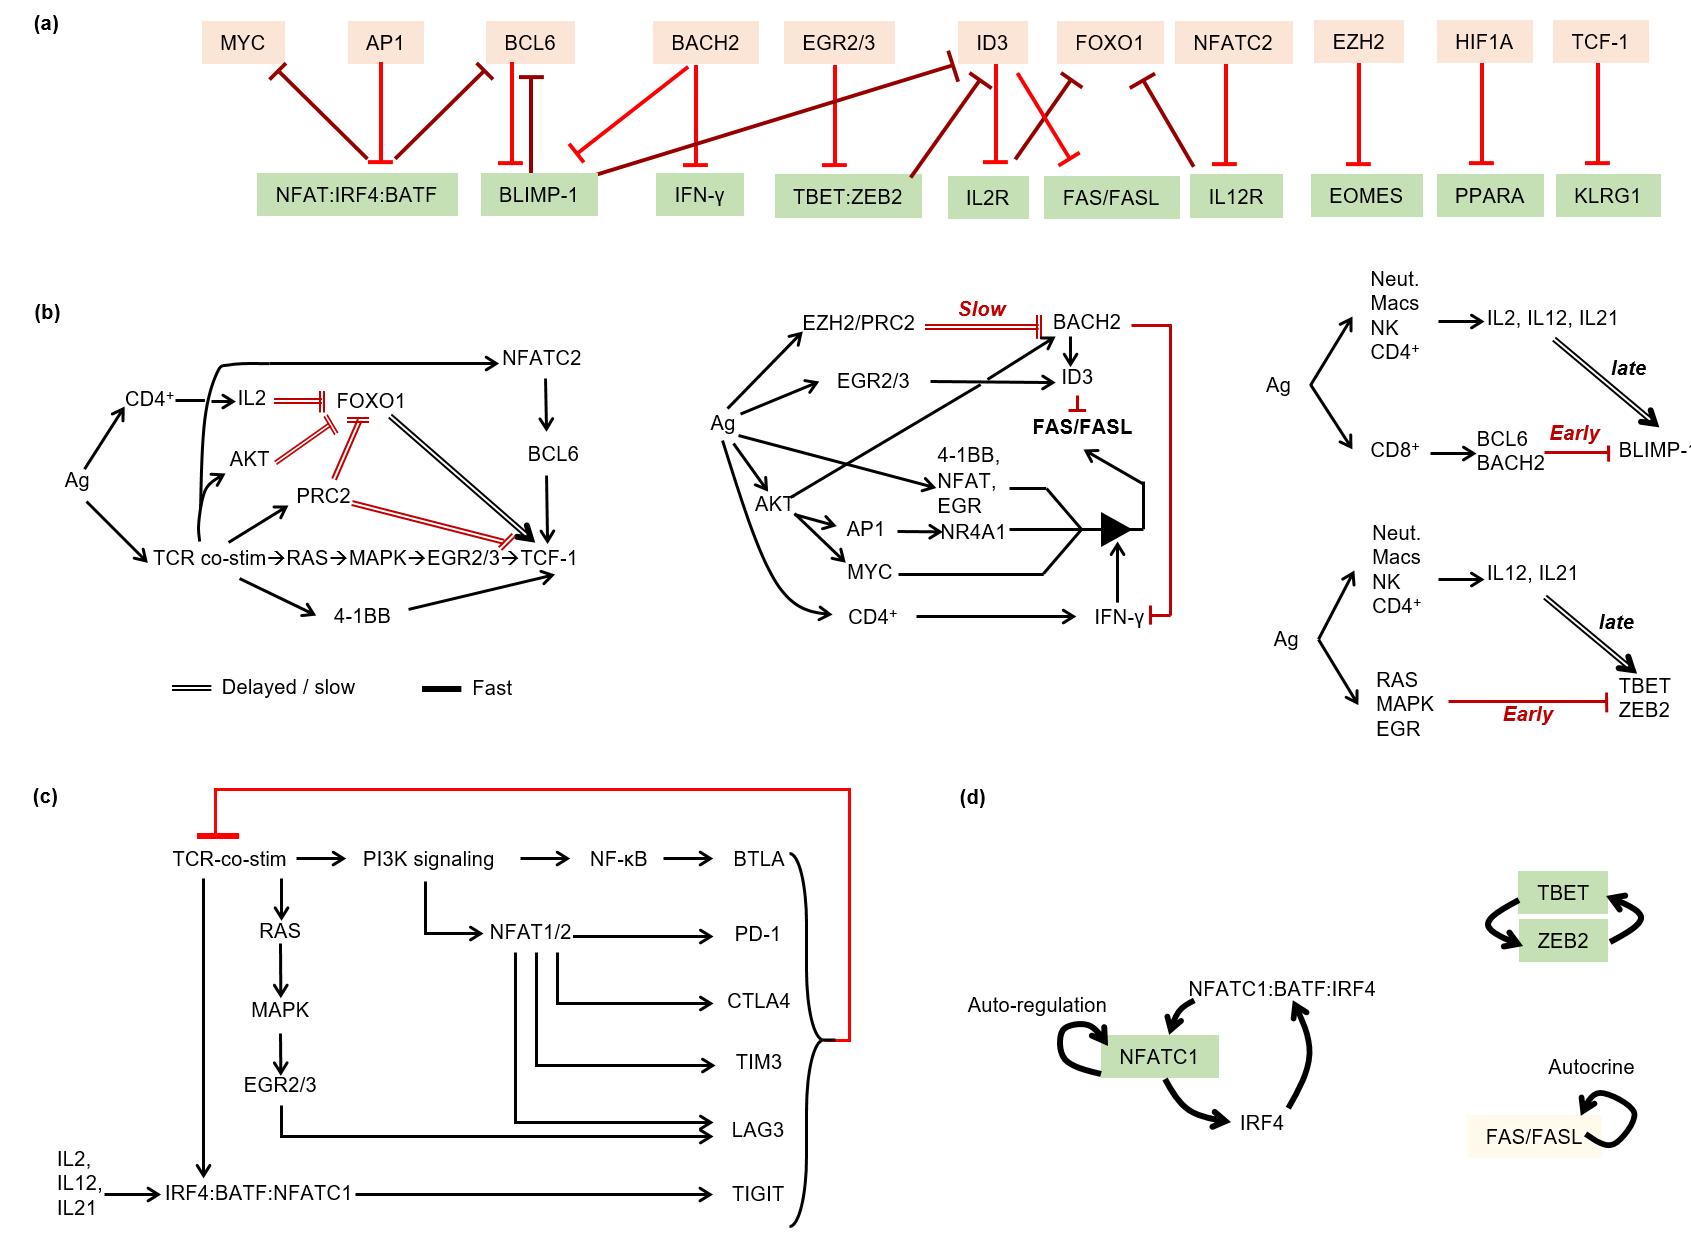 (a)
MYC
AP1
BCL6
BACH2
EGR2/3
ID3
FOXO1
NFATC2
EZH2
HIF1A
TCF-1
NFAT:IRF4:BATF
BLIMP-1
IFN-γ
TBET:ZEB2
IL2R
FAS/FASL
IL12R
EOMES
PPARA
KLRG1
(b)
NFATC2
CD4+
IL2
FOXO1
AKT
BCL6
Ag
PRC2
TCR co-stim→RAS→MAPK→EGR2/3→TCF-1
4-1BB
Delayed / slow
Fast
EZH2/PRC2
Slow
BACH2
EGR2/3
ID3
Ag
FAS/FASL
4-1BB,
NFAT,
EGR
AKT
AP1
NR4A1
MYC
CD4+
IFN-γ
Neut.
Macs
NK
CD4+
IL2, IL12, IL21
late
Ag
CD8+
BCL6
BACH2
Early
BLIMP-1
Neut.
Macs
NK
CD4+
IL12, IL21
late
Ag
RAS
MAPK
EGR
Early
TBET
ZEB2
(c)
TCR-co-stim
PI3K signaling
NF-κB
BTLA
RAS
NFAT1/2
PD-1
MAPK
CTLA4
TIM3
EGR2/3
LAG3
IL2,
IL12,
IL21
IRF4:BATF:NFATC1
TIGIT
(d)
TBET
ZEB2
NFATC1:BATF:IRF4
Auto-regulation
NFATC1
IRF4
Autocrine
FAS/FASL